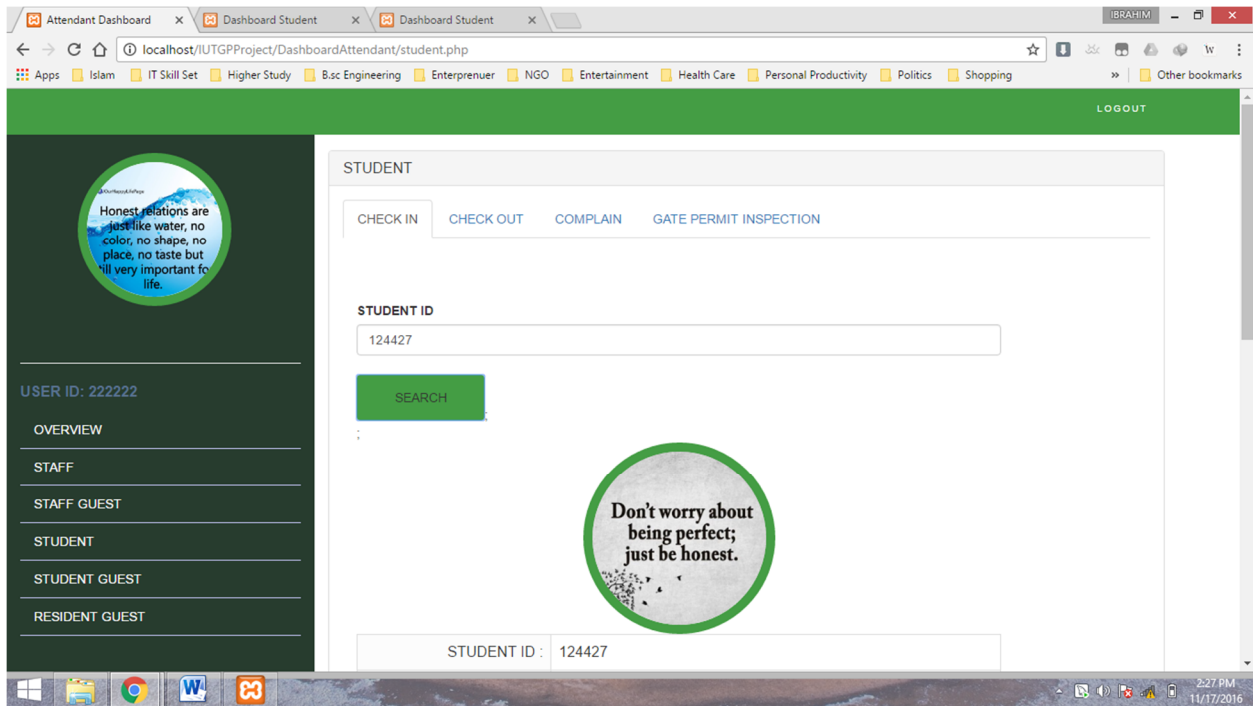 Attendant Dashboard
Dashboard Student
Dashboard Student
IBRAHIM
localhost/IUTGPProject/DashboardAttendant/student.php
W
Apps Islam IT Skill Set Higher Study B.sc Engineering Enterprenuer NGO Entertainment Health Care Personal Productivity Politics Shopping » Other bookmarks
LOGOUT
Honest relations are
just like water, no
color, no shape, no
place, no taste but
ill very important fo
life.
USER ID: 222222
OVERVIEW
STAFF
STAFF GUEST
STUDENT
STUDENT GUEST
RESIDENT GUEST
STUDENT
CHECK IN CHECK OUT COMPLAIN GATE PERMIT INSPECTION
STUDENT ID
124427
SEARCH ;
;
Don't worry about
being perfect;
just be honest.
STUDENT ID : 124427
2:27 PM
11/17/2016